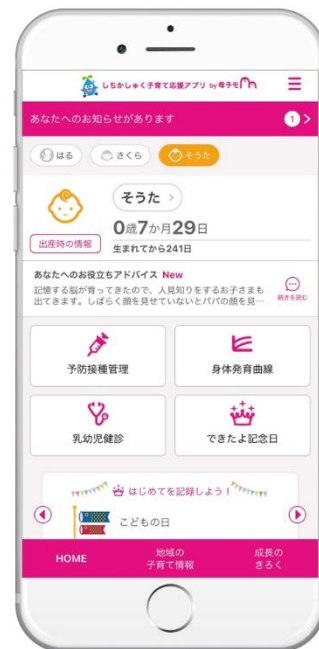 しちかしゅく子育て応援アプリ by 母子モ
あなたへのお知らせがあります
1
はる
さくら
そうた
そうた
0歳7か月29日
出産時の情報
生まれてから241日
あなたへのお役立ちアドバイス New
記憶する脳が育ってきたので、人見知りをするお子さまも
出てきます。しばらく顔を見せていないとパパの顔を見…
続きを読む
予防接種管理
身体発育曲線
乳幼児健診
できたよ記念日
はじめてを記録しよう!
こどもの日
HOME
地域の
子育て情報
成長の
きろく